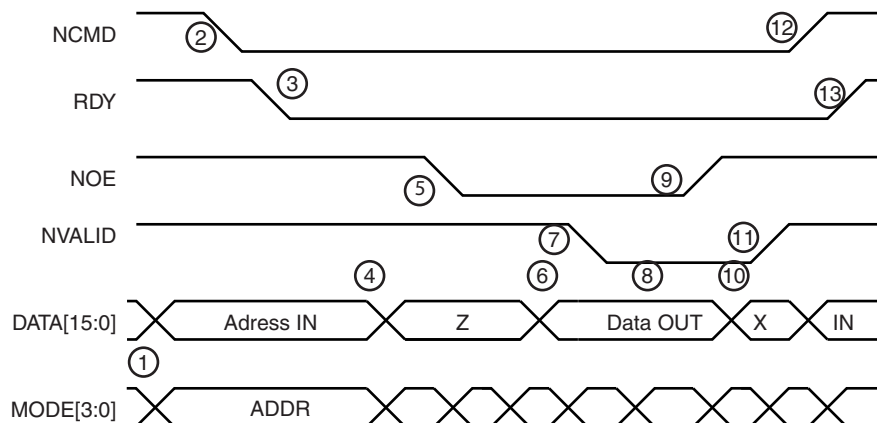 NCMD
2
12
RDY
3
13
NOE
5
9
NVALID
7
11
4
6
8
10
DATA[15:0]
Adress IN
Z
Data OUT
X
IN
1
MODE[3:0]
ADDR